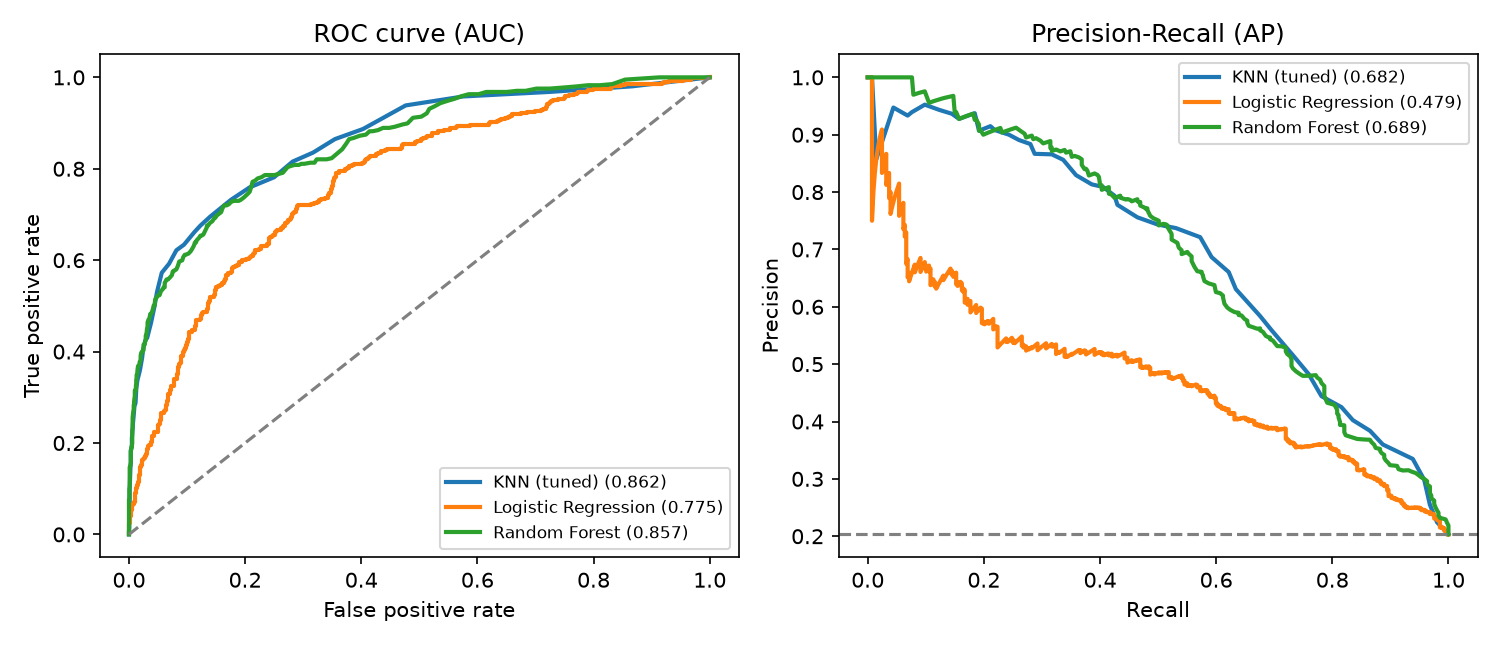 ROC curve (AUC)
True positive rate
1.0
0.8
0.6
0.4
0.2
0.0
KNN (tuned) (0.862)
Logistic Regression (0.775)
Random Forest (0.857)
0.0 0.2 0.4 0.6 0.8 1.0
False positive rate
Precision-Recall (AP)
Precision
1.0
0.9
0.8
0.7
0.6
0.5
0.4
0.3
0.2
KNN (tuned) (0.682)
Logistic Regression (0.479)
Random Forest (0.689)
0.0 0.2 0.4 0.6 0.8 1.0
Recall